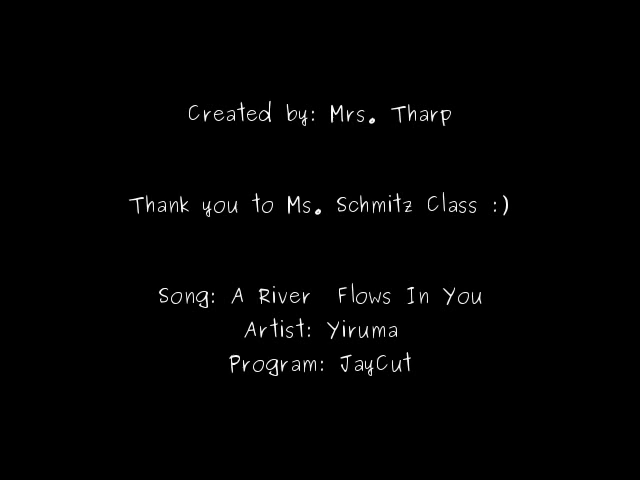 Created by: Mrs. Tharp
Thank you to Ms. Schmitz Class :)
Song: A River  Flows In You
Artist: Yiruma
Program: JayCut